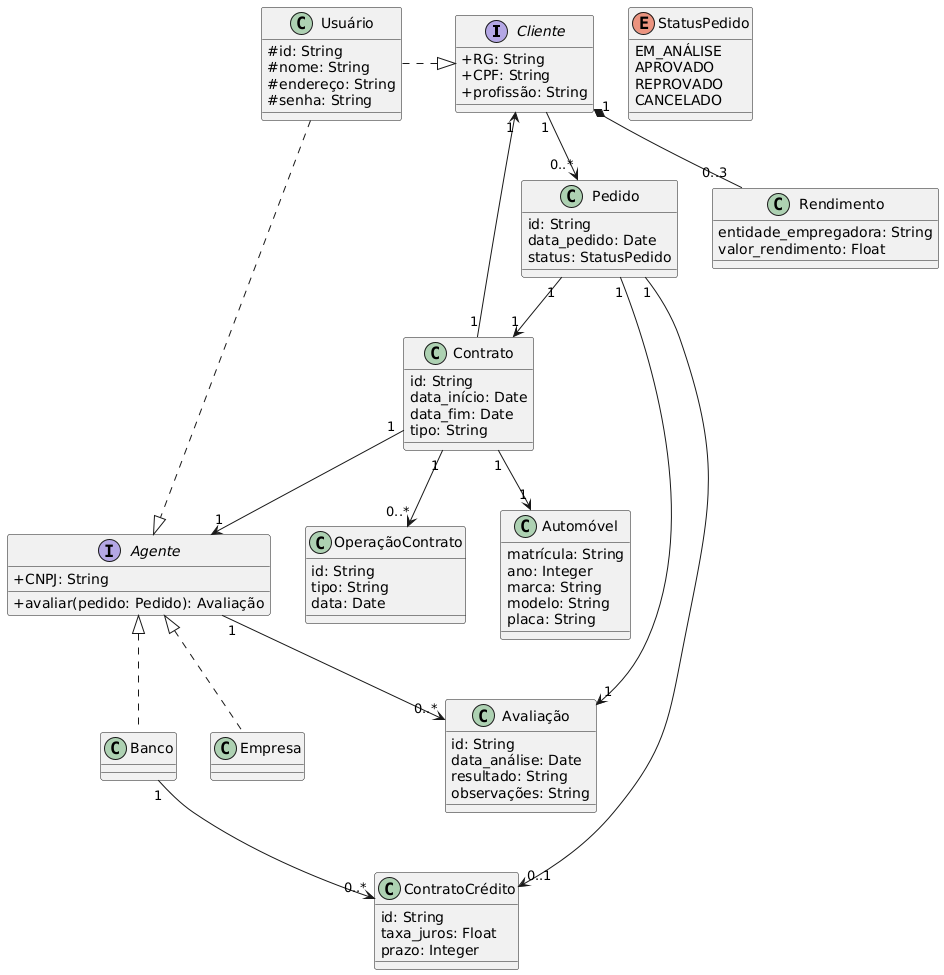 C Usuário
#id: String
#nome: String
#endereço: String
#senha: String
I Cliente
+RG: String
+CPF: String
+profissão: String
E StatusPedido
EM_ANÁLISE
APROVADO
REPROVADO
CANCELADO
1
1
1
0..*
0..3
C Pedido
id: String
data_pedido: Date
status: StatusPedido
C Rendimento
entidade_empregadora: String
valor_rendimento: Float
1
1
1
1
1
C Contrato
id: String
data_início: Date
data_fim: Date
tipo: String
1
1
1
1
0..*
1
I Agente
+CNPJ: String
+avaliar(pedido: Pedido): Avaliação
C OperaçãoContrato
id: String
tipo: String
data: Date
C Automóvel
matrícula: String
ano: Integer
marca: String
modelo: String
placa: String
1
0..*
1
C Banco
C Empresa
C Avaliação
id: String
data_análise: Date
resultado: String
observações: String
1
0..*
0..1
C ContratoCrédito
id: String
taxa_juros: Float
prazo: Integer